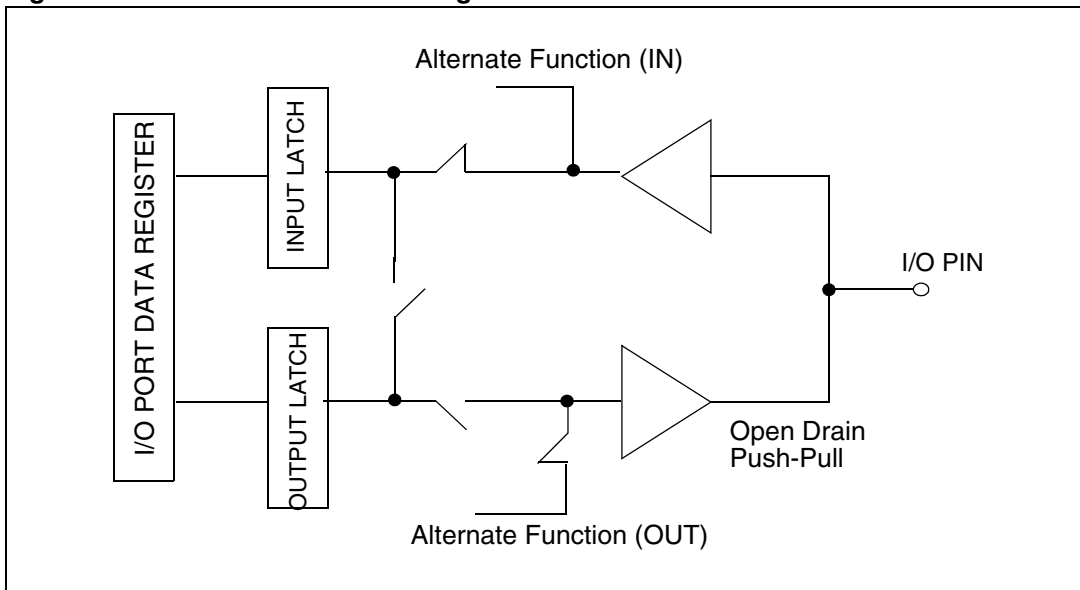 Alternate Function (IN)
I/O PORT DATA REGISTER
INPUT LATCH
I/O PIN
OUTPUT LATCH
Open Drain
Push-Pull
Alternate Function (OUT)